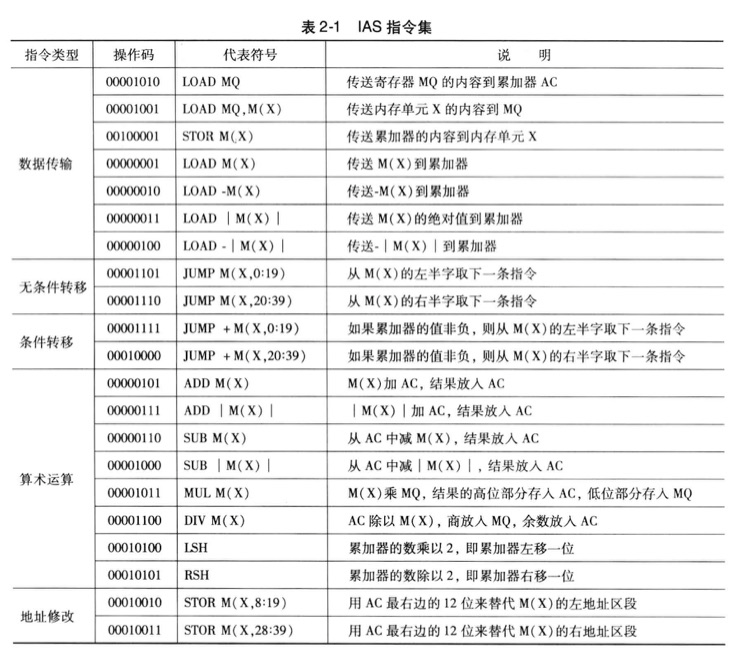 表 2-1 IAS 指令集
指令类型 操作码 代表符号 说 明
数据传输
00001010 LOAD MQ 传送寄存器 MQ 的内容到累加器 AC
00001001 LOAD MQ,M(X) 传送内存单元 X 的内容到 MQ
00100001 STOR M(X) 传送累加器的内容到内存单元 X
00000001 LOAD M(X) 传送 M(X)到累加器
00000010 LOAD -M(X) 传送-M(X)到累加器
00000011 LOAD ｜M(X)｜ 传送 M(X)的绝对值到累加器
00000100 LOAD -｜M(X)｜ 传送-｜M(X)｜到累加器
无条件转移
00001101 JUMP M(X,0:19) 从 M(X)的左半字取下一条指令
00001110 JUMP M(X,20:39) 从 M(X)的右半字取下一条指令
条件转移
00001111 JUMP +M(X,0:19) 如果累加器的值非负，则从 M(X)的左半字取下一条指令
00010000 JUMP +M(X,20:39) 如果累加器的值非负，则从 M(X)的右半字取下一条指令
算术运算
00000101 ADD M(X) M(X)加 AC，结果放入 AC
00000111 ADD ｜M(X)｜ ｜M(X)｜加 AC，结果放入 AC
00000110 SUB M(X) 从 AC 中减 M(X)，结果放入 AC
00001000 SUB ｜M(X)｜ 从 AC 中减｜M(X)｜，结果放入 AC
00001011 MUL M(X) M(X)乘 MQ，结果的高位部分存入 AC，低位部分存入 MQ
00001100 DIV M(X) AC 除以 M(X)，商放入 MQ，余数放入 AC
00010100 LSH 累加器的数乘以 2，即累加器左移一位
00010101 RSH 累加器的数除以 2，即累加器右移一位
地址修改
00010010 STOR M(X,8:19) 用 AC 最右边的 12 位来替代 M(X)的左地址区段
00010011 STOR M(X,28:39) 用 AC 最右边的 12 位来替代 M(X)的右地址区段